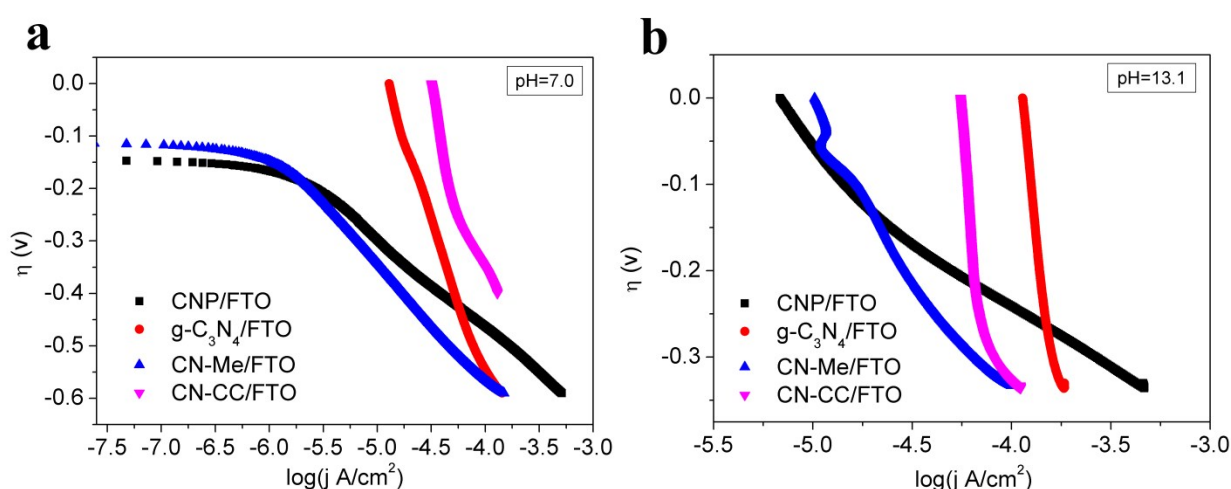 a
pH=7.0
0.0
-0.1
-0.2
-0.3
-0.4
-0.5
-0.6
η (v)
CNP/FTO
g-C₃N₄/FTO
CN-Me/FTO
CN-CC/FTO
-7.5 -7.0 -6.5 -6.0 -5.5 -5.0 -4.5 -4.0 -3.5 -3.0
log(j A/cm²)
b
pH=13.1
0.0
-0.1
-0.2
-0.3
η (v)
CNP/FTO
g-C₃N₄/FTO
CN-Me/FTO
CN-CC/FTO
-5.5 -5.0 -4.5 -4.0 -3.5 -3.0
log(j A/cm²)